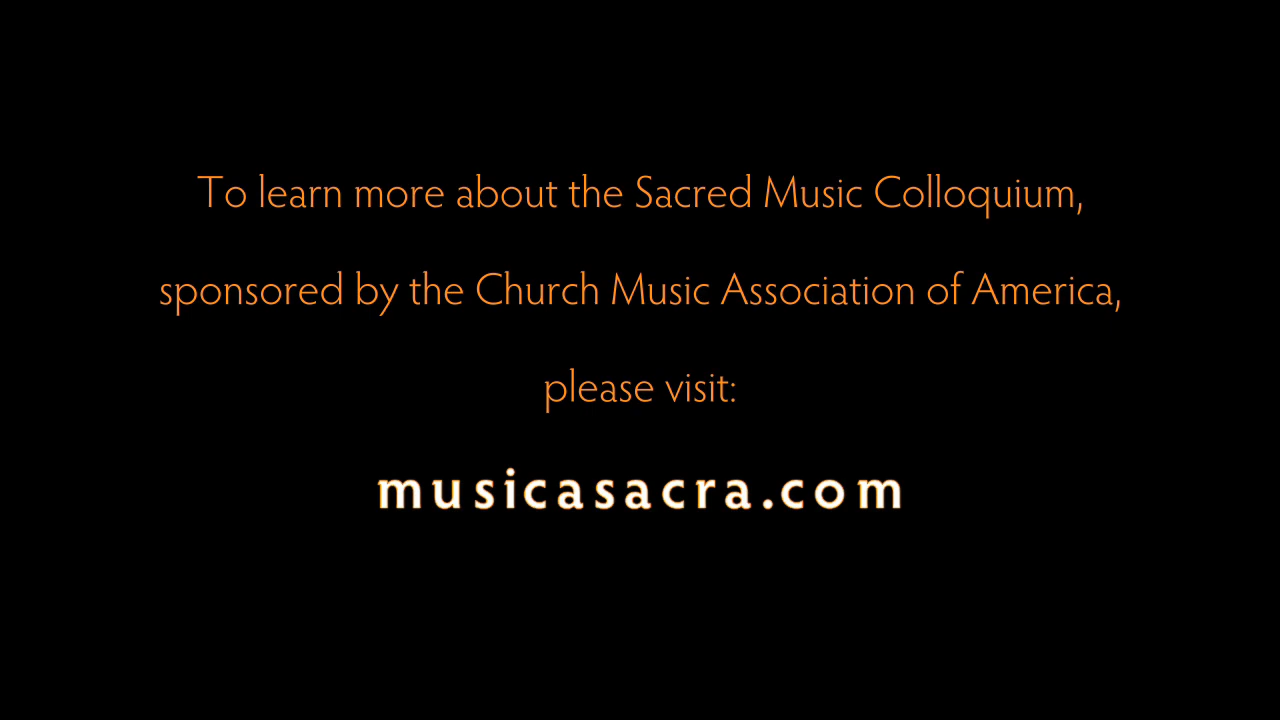 To learn more about the Sacred Music Colloquium,
sponsored by the Church Music Association of America,
please visit:
musicasacra.com